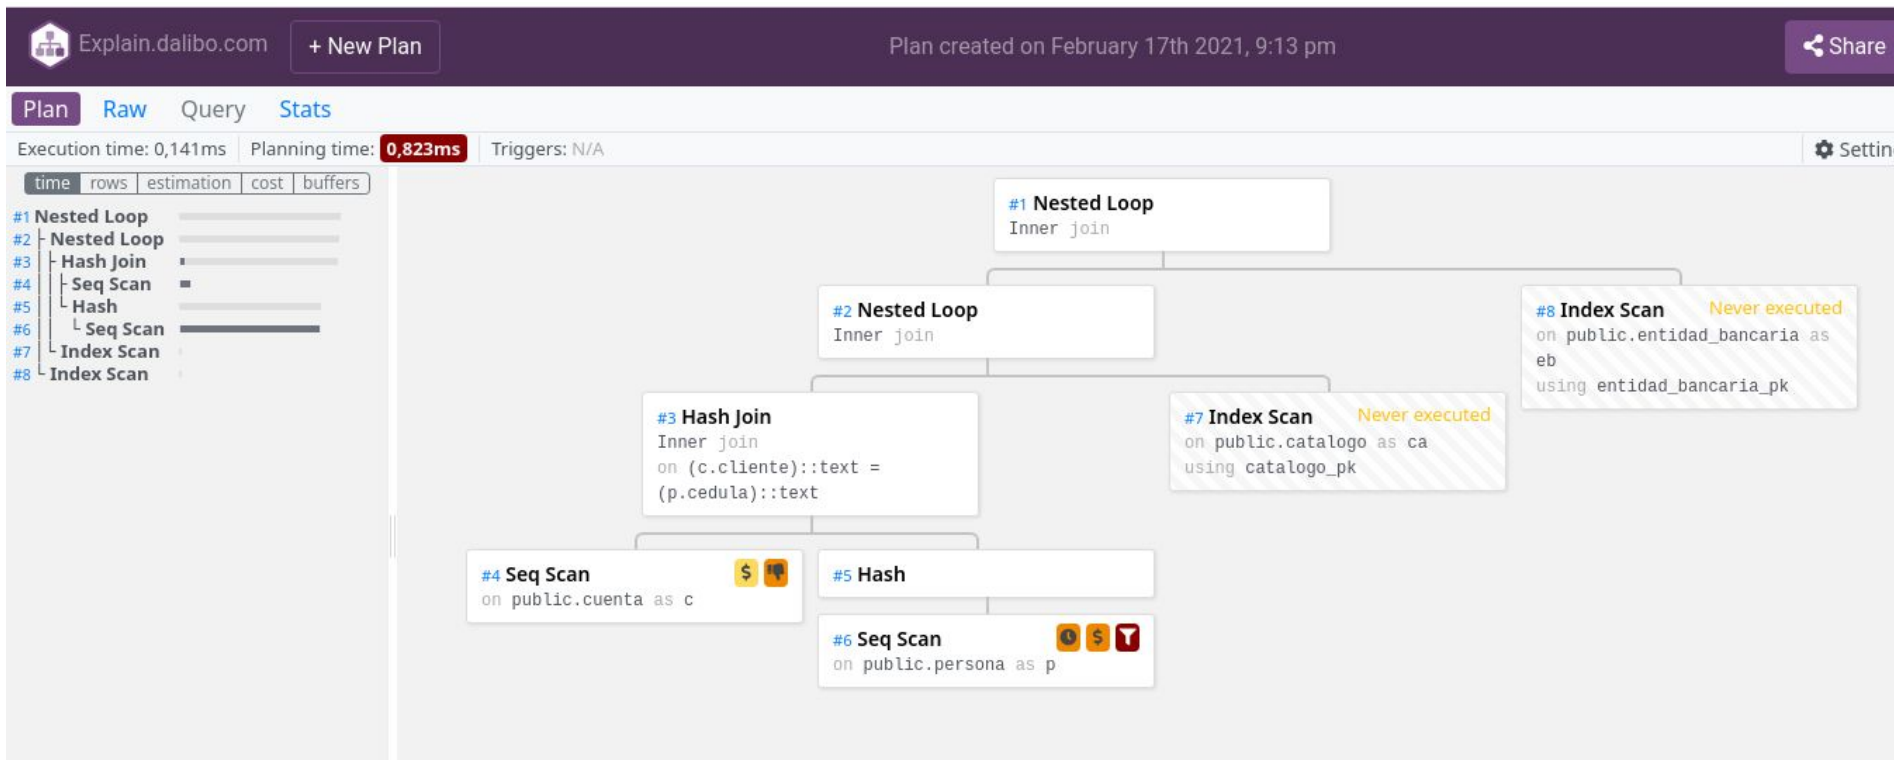 Explain.dalibo.com
+ New Plan
Plan created on February 17th 2021, 9:13 pm
Share
Plan Raw Query Stats
Execution time: 0,141ms Planning time: 0,823ms Triggers: N/A
Settin
time rows estimation cost buffers
#1 Nested Loop
#2 Nested Loop
#3 Hash Join
#4 Seq Scan
#5 Hash
#6 Seq Scan
#7 Index Scan
#8 Index Scan
#1 Nested Loop
Inner join
#2 Nested Loop
Inner join
#8 Index Scan Never executed
on public.entidad_bancaria as
eb
using entidad_bancaria_pk
#3 Hash Join
Inner join
on (c.cliente)::text =
(p.cedula)::text
#7 Index Scan Never executed
on public.catalogo as ca
using catalogo_pk
#4 Seq Scan $
on public.cuenta as c
#5 Hash
#6 Seq Scan $
on public.persona as p